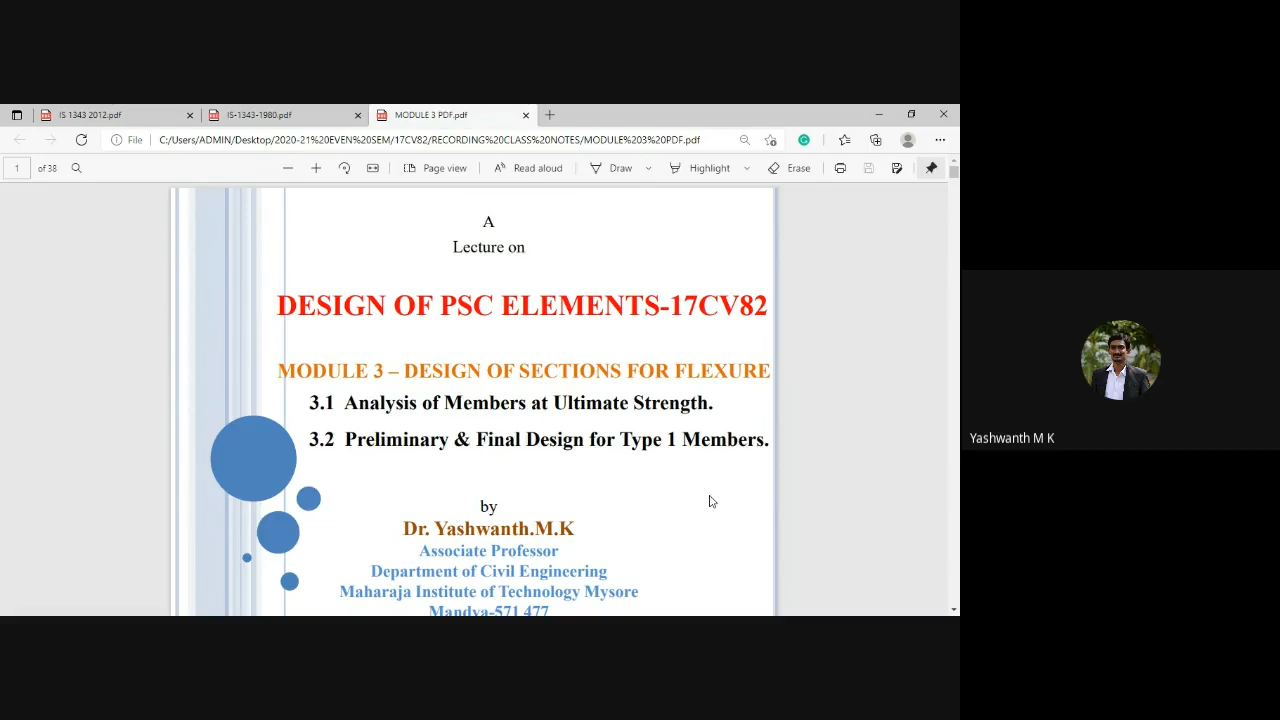 IS 1343 2012.pdf
IS-1343-1980.pdf
MODULE 3 PDF.pdf
File
C:/Users/ADMIN/Desktop/2020-21%20EVEN%20SEM/17CV82/RECORDING%20CLASS%20NOTES/MODULE%203%20PDF.pdf
1 of 38
Page view
Read aloud
Draw
Highlight
Erase
A
Lecture on
DESIGN OF PSC ELEMENTS-17CV82
MODULE 3 – DESIGN OF SECTIONS FOR FLEXURE
3.1 Analysis of Members at Ultimate Strength.
3.2 Preliminary & Final Design for Type 1 Members.
by
Dr. Yashwanth.M.K
Associate Professor
Department of Civil Engineering
Maharaja Institute of Technology Mysore
Mandya-571 477
Yashwanth M K